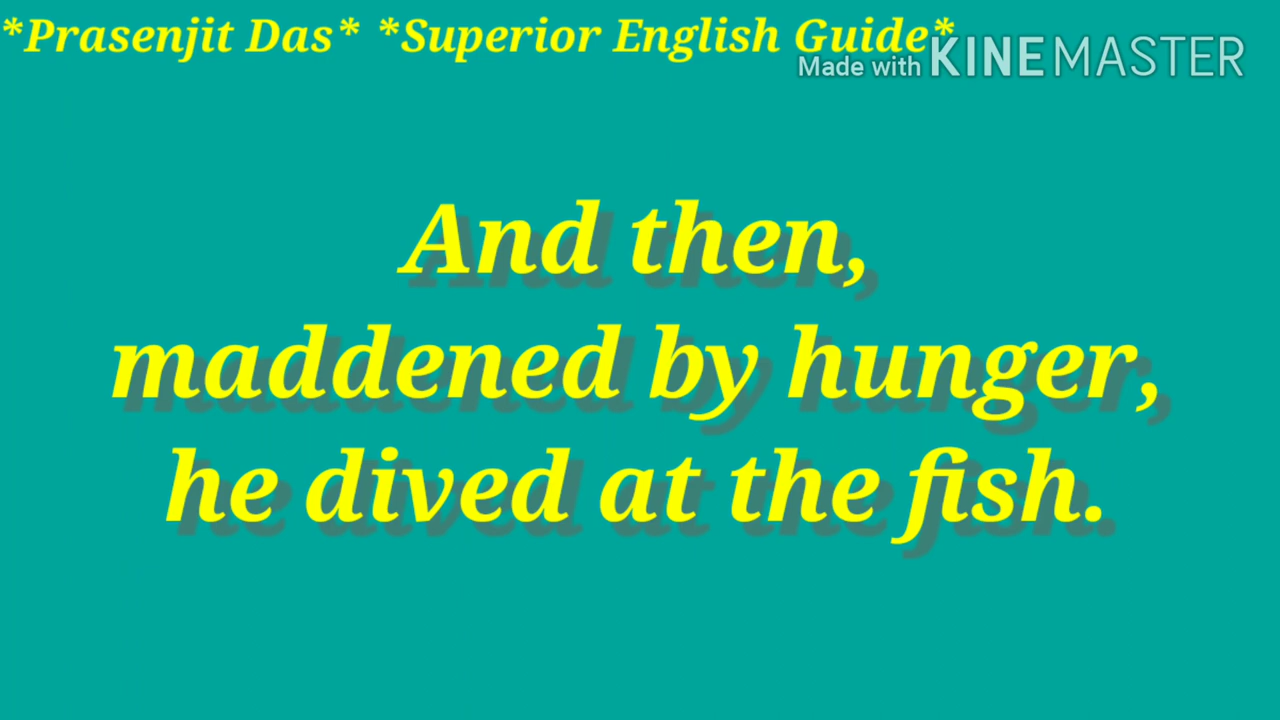 *Prasenjit Das* *Superior English Guide*
Made with KINEMASTER
And then,
maddened by hunger,
he dived at the fish.